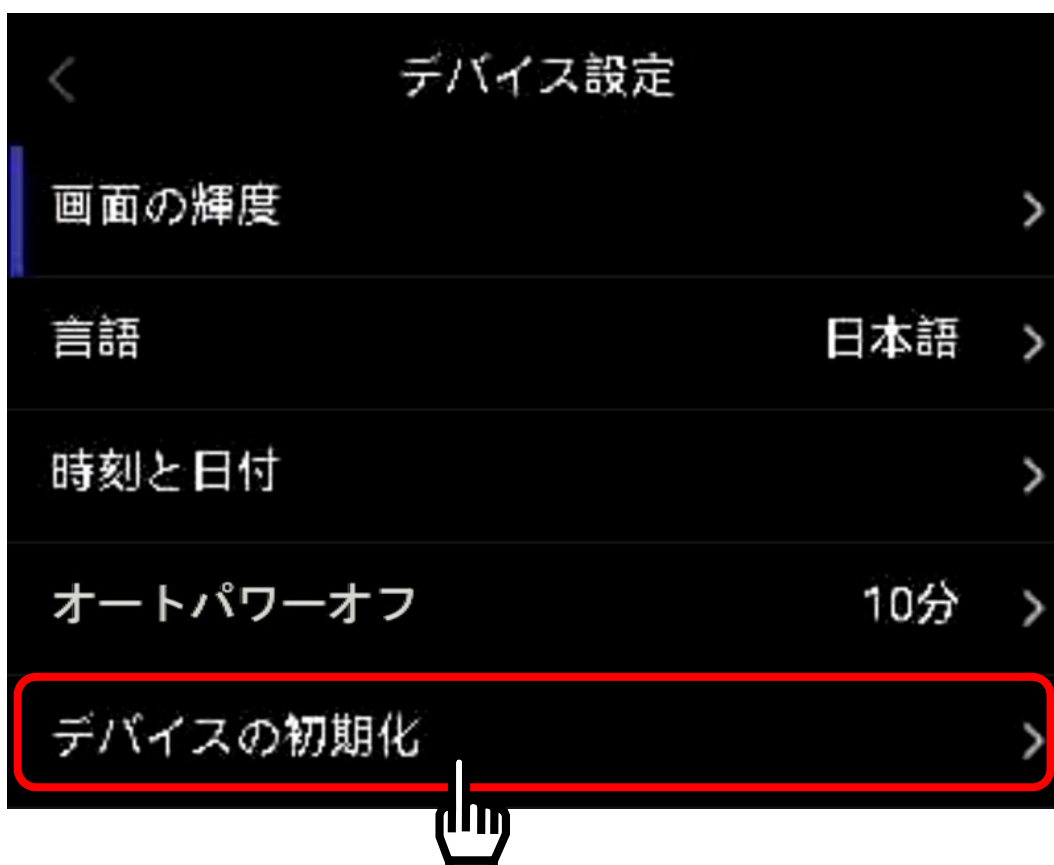 デバイス設定
画面の輝度
言語 日本語
時刻と日付
オートパワーオフ 10分
デバイスの初期化